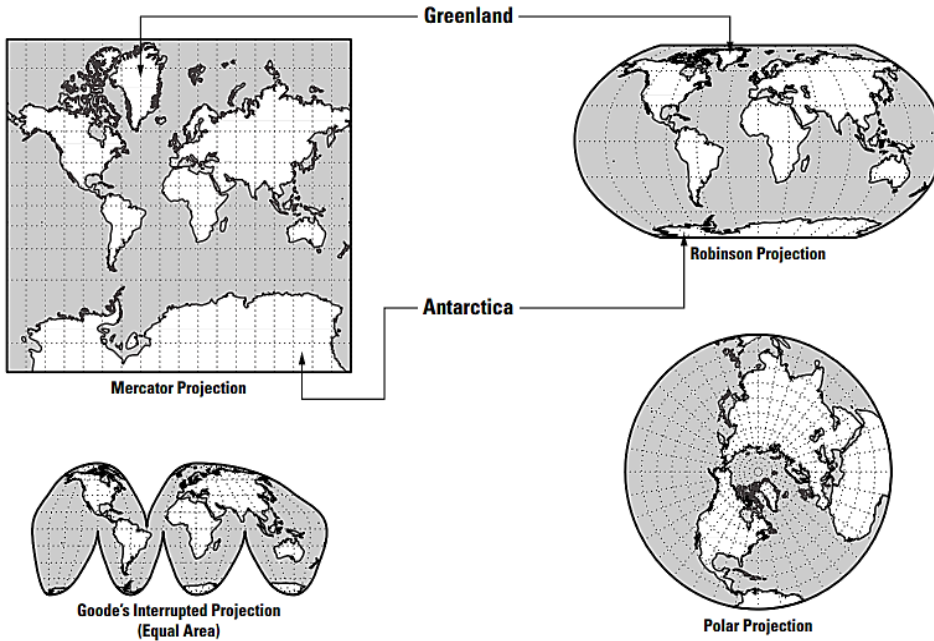 Greenland
Robinson Projection
Antarctica
Mercator Projection
Goode's Interrupted Projection
(Equal Area)
Polar Projection